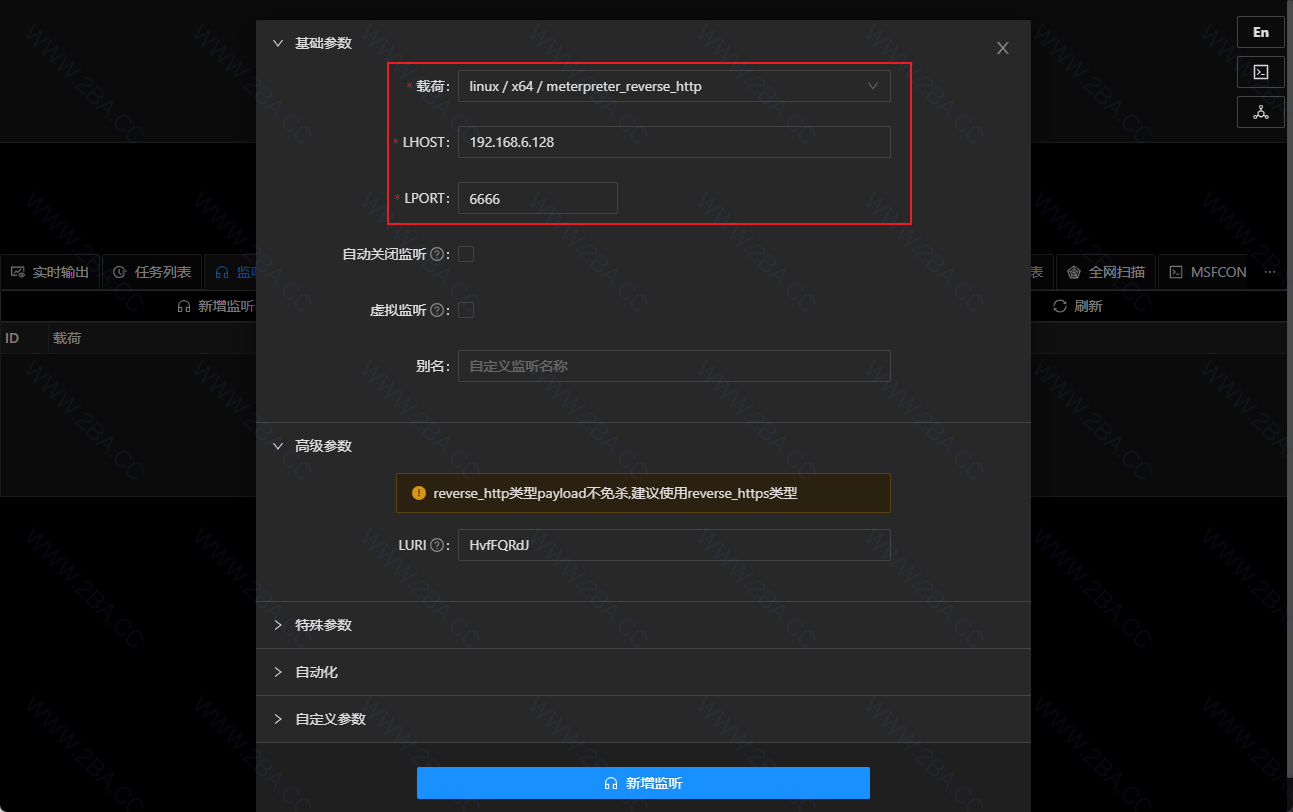 基础参数
En
* 载荷: linux / x64 / meterpreter_reverse_http
* LHOST: 192.168.6.128
* LPORT: 6666
自动关闭监听 ? :
实时输出 任务列表 监听 表 全网扫描 MSFCON ···
虚拟监听 ? :
新增监听 刷新
ID 载荷
别名: 自定义监听名称
高级参数
reverse_http类型payload不免杀,建议使用reverse_https类型
LURI ? : HvfFQRdJ
特殊参数
自动化
自定义参数
新增监听
WWW.2BA.CC